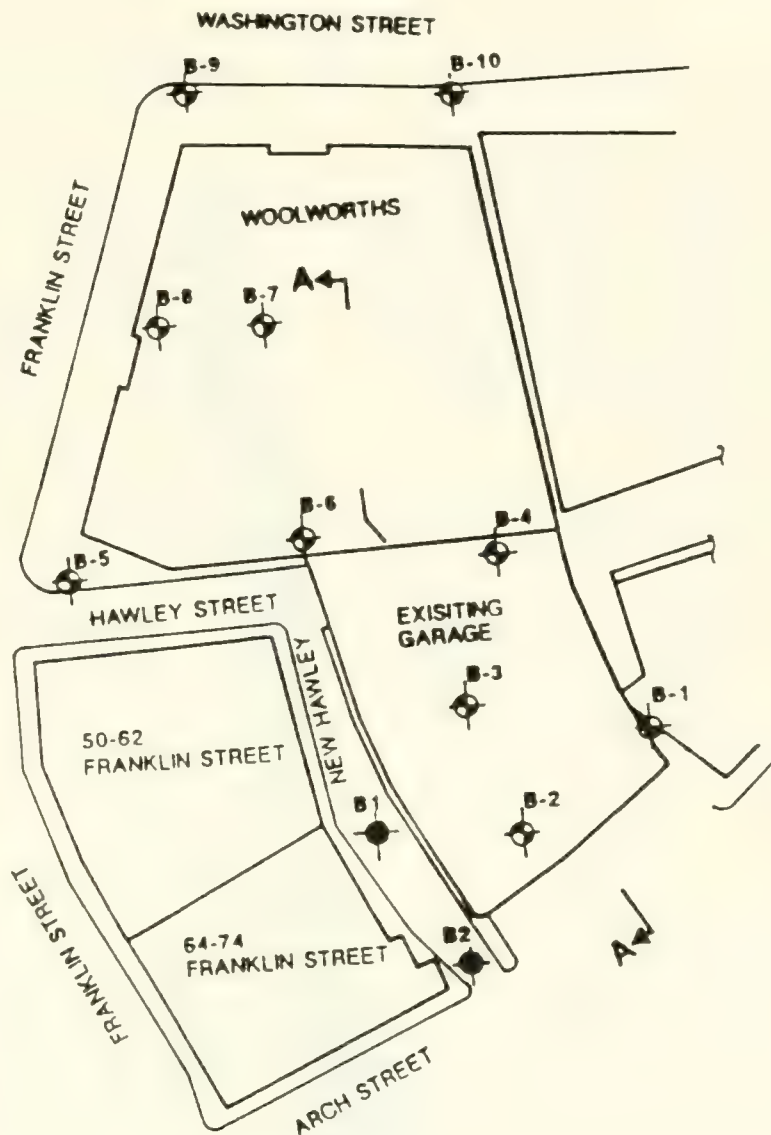 WASHINGTON STREET
B-9
B-10
FRANKLIN STREET
WOOLWORTHS
A
B-8
B-7
B-6
B-4
B-5
HAWLEY STREET
EXISITING
GARAGE
NEW HAWLEY
B-3
B-1
50-62
FRANKLIN STREET
B1
B-2
FRANKLIN STREET
64-74
FRANKLIN STREET
B2
A
ARCH STREET